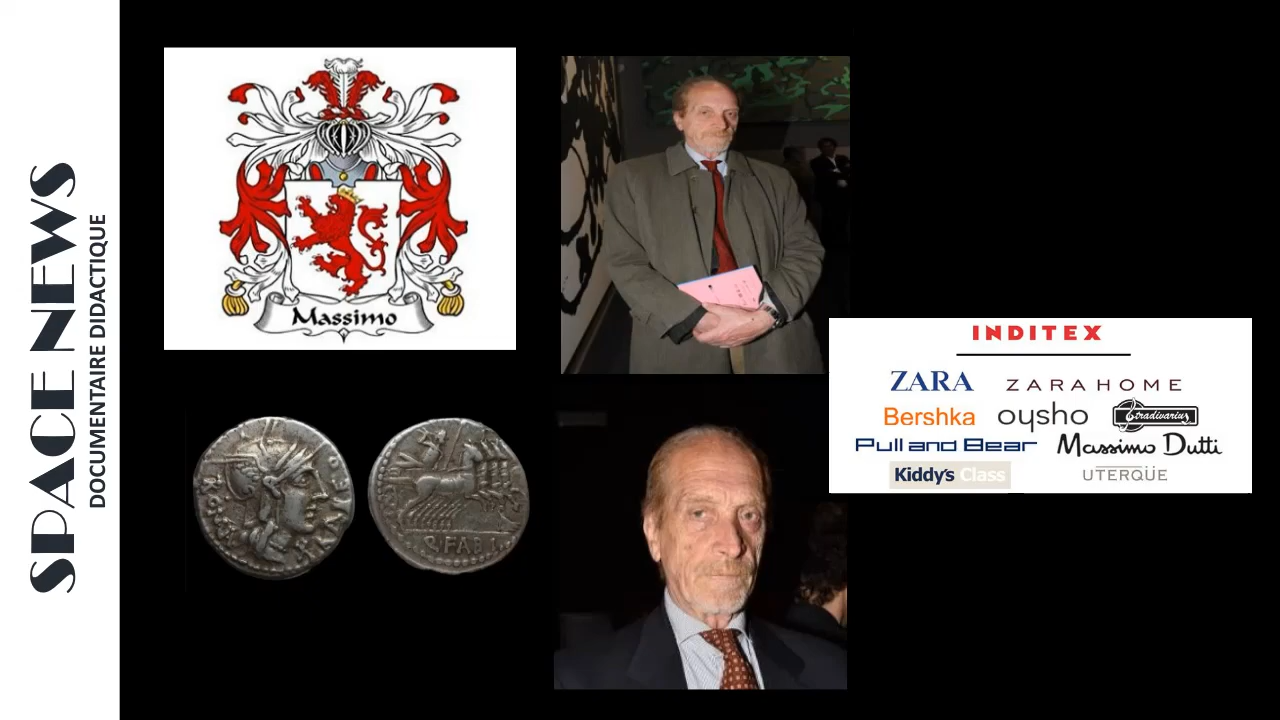 SPACE NEWS
DOCUMENTAIRE DIDACTIQUE
Massimo
Q·FABI
INDITEX
ZARA
ZARA HOME
Bershka
oysho
Stradivarius
Pull and Bear
Massimo Dutti
Kiddy's Class
UTERQÜE